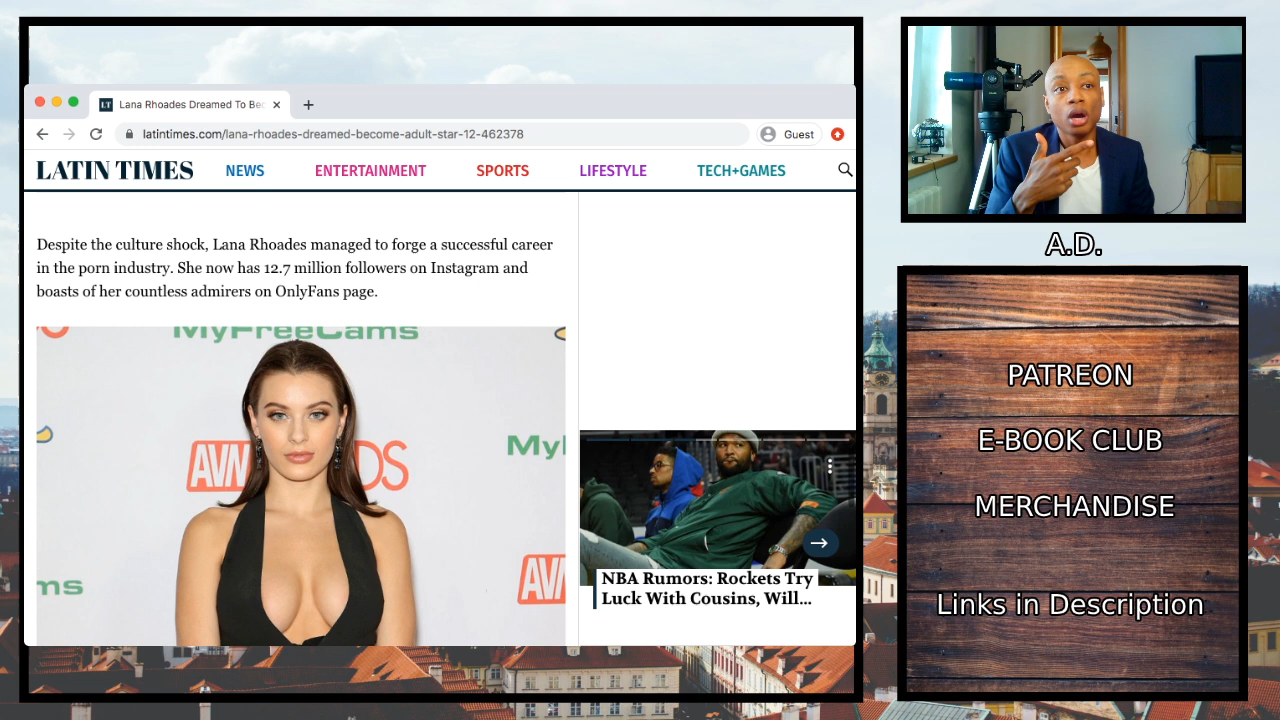 Lana Rhoades Dreamed To Bec
latintimes.com/lana-rhoades-dreamed-become-adult-star-12-462378
Guest
LATIN TIMES
NEWS
ENTERTAINMENT
SPORTS
LIFESTYLE
TECH+GAMES
Despite the culture shock, Lana Rhoades managed to forge a successful career
in the porn industry. She now has 12.7 million followers on Instagram and
boasts of her countless admirers on OnlyFans page.
MyFreeCams
AVN
DS
My
AV
ms
NBA Rumors: Rockets Try
Luck With Cousins, Will...
A.D.
PATREON
E-BOOK CLUB
MERCHANDISE
Links in Description